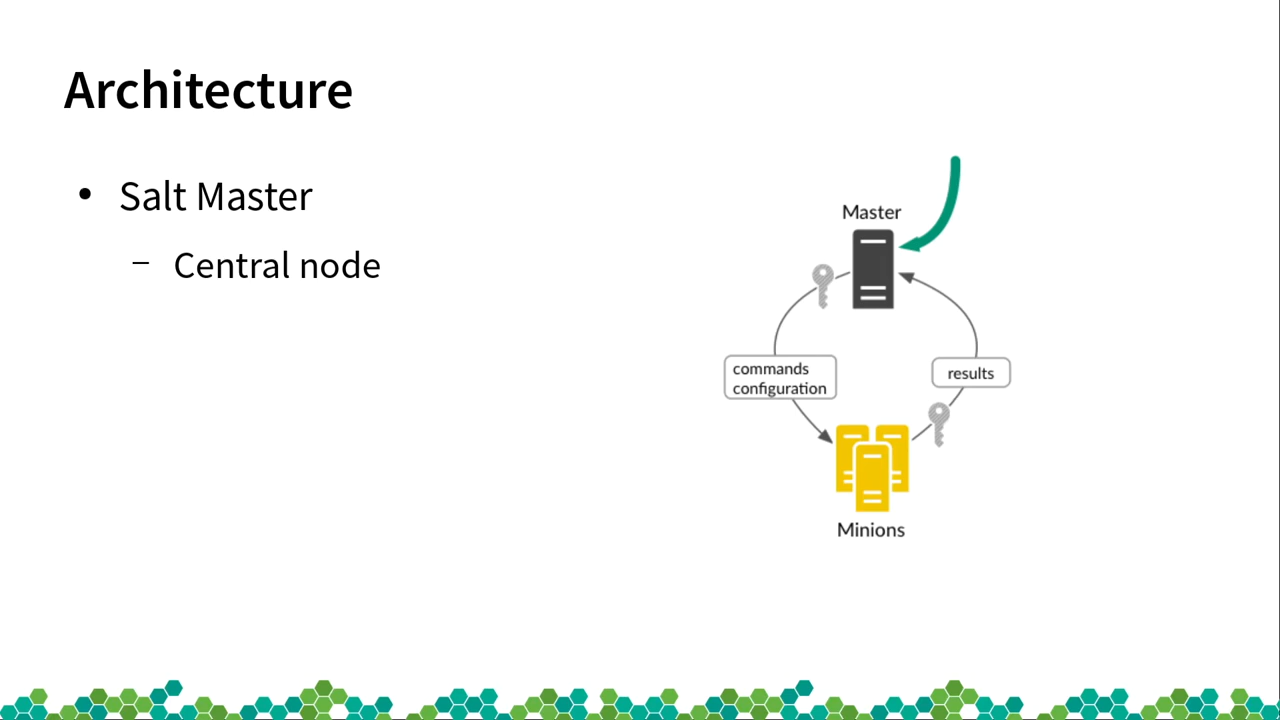 Architecture
• Salt Master
– Central node
Master
commands
configuration
results
Minions